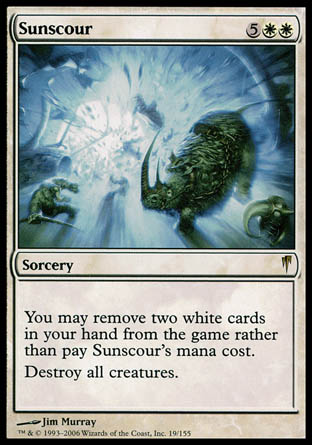 Sunscour 5
Sorcery
You may remove two white cards
in your hand from the game rather
than pay Sunscour's mana cost.
Destroy all creatures.
Jim Murray
™ & © 1993–2006 Wizards of the Coast, Inc. 19/155